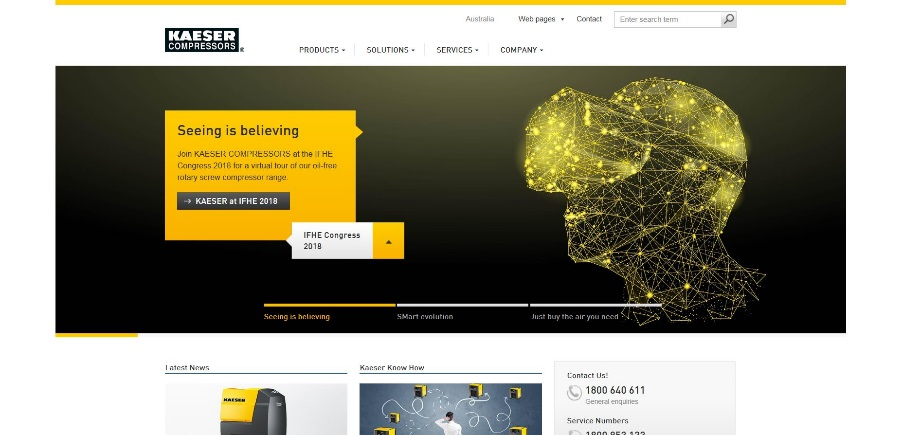 Australia Web pages Contact Enter search term
KAESER
COMPRESSORS®
PRODUCTS SOLUTIONS SERVICES COMPANY
Seeing is believing
Join KAESER COMPRESSORS at the IFHE
Congress 2018 for a virtual tour of our oil-free
rotary screw compressor range.
→ KAESER at IFHE 2018
IFHE Congress
2018
Seeing is believing SMart evolution Just buy the air you need
Latest News Kaeser Know How
Contact Us!
1800 640 611
General enquiries
Service Numbers
KAESER